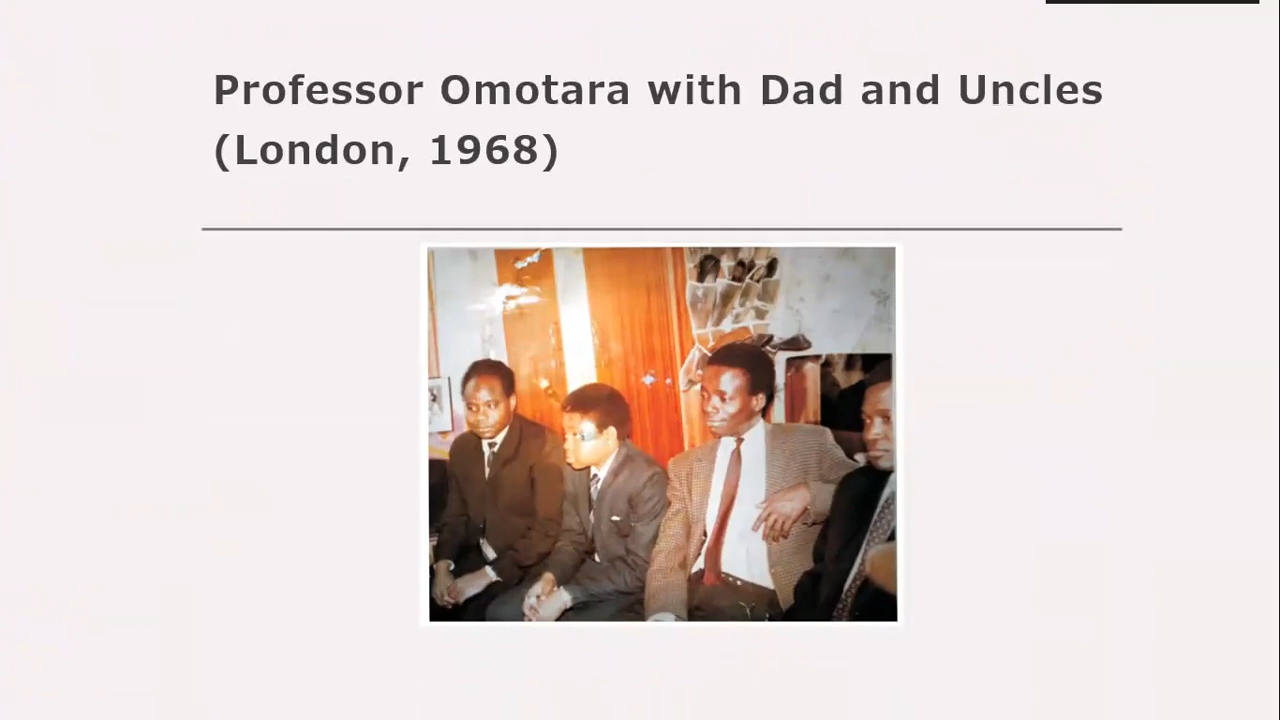 Professor Omotara with Dad and Uncles
(London, 1968)